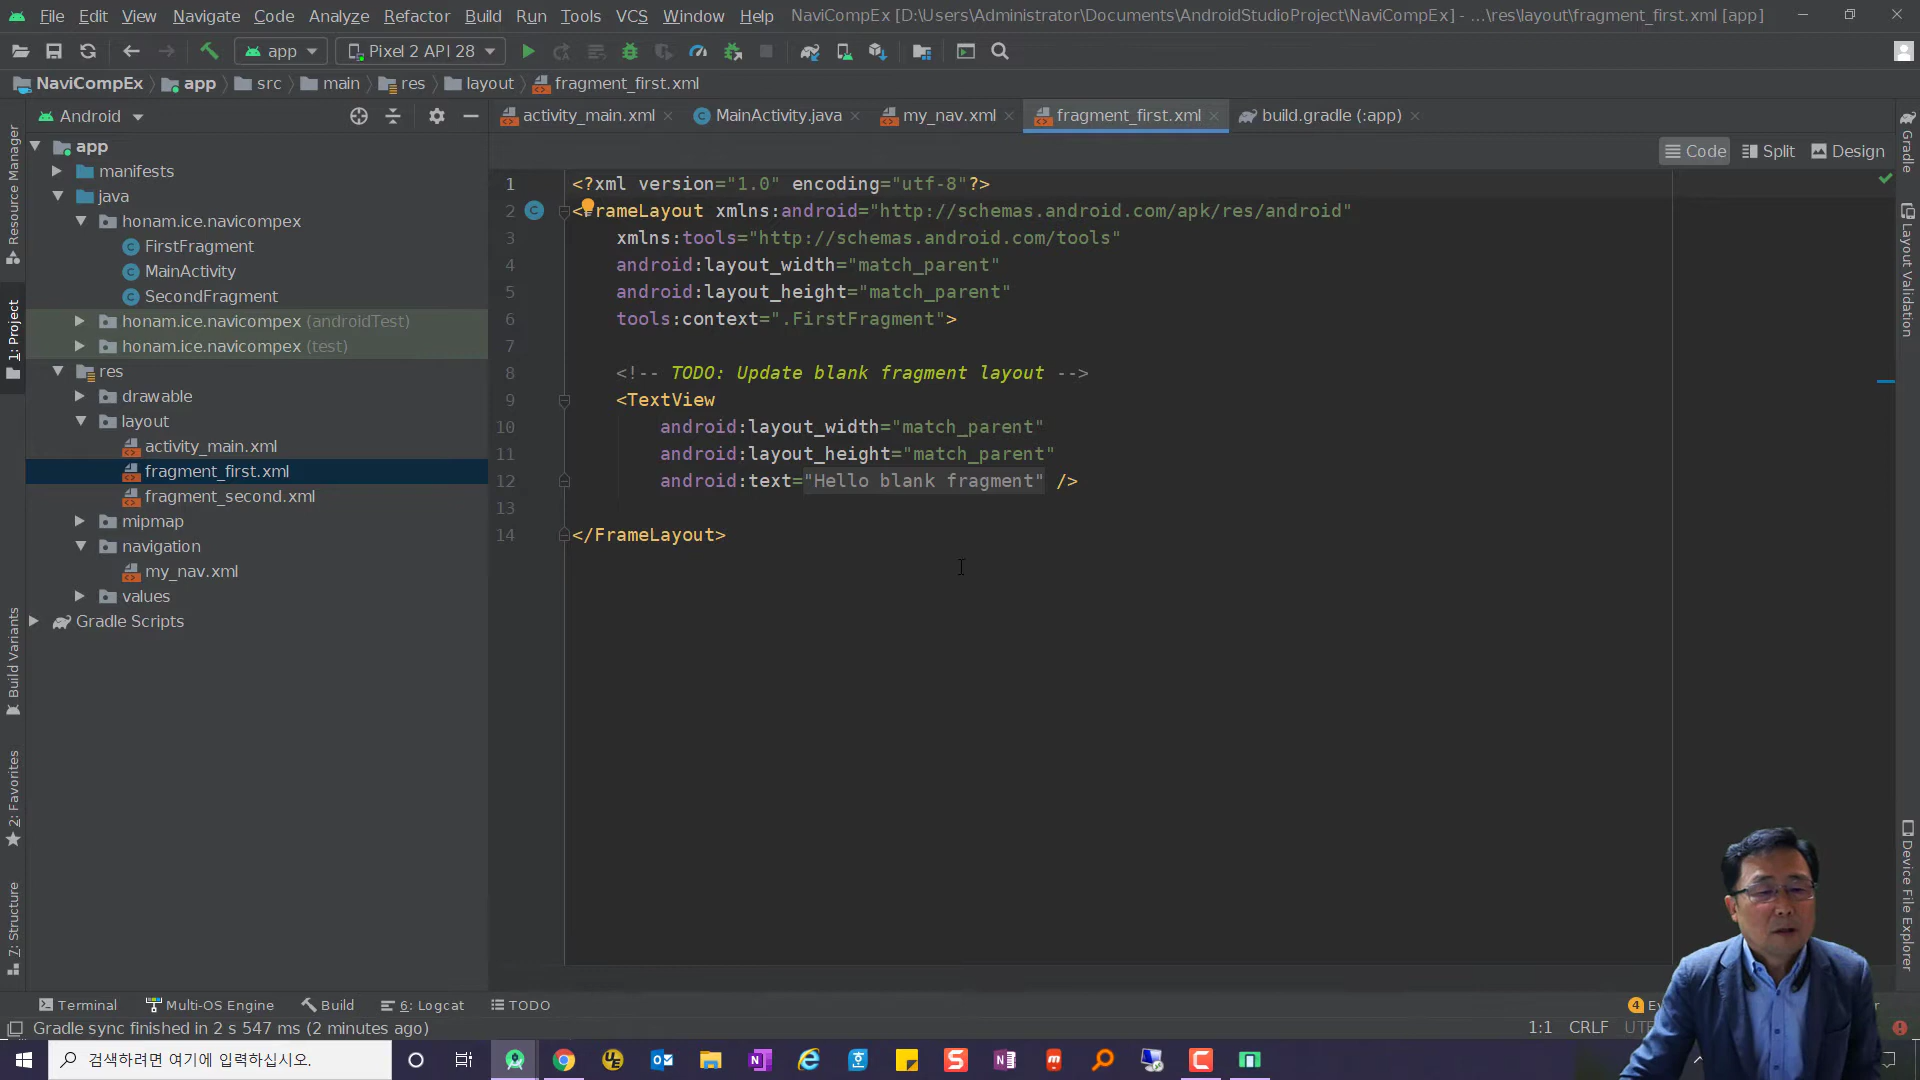 File Edit View Navigate Code Analyze Refactor Build Run Tools VCS Window Help NaviCompEx [D:\Users\Administrator\Documents\AndroidStudioProject\NaviCompEx] - ...\res\layout\fragment_first.xml [app]
app Pixel 2 API 28
NaviCompEx app src main res layout fragment_first.xml
Android
activity_main.xml MainActivity.java my_nav.xml fragment_first.xml build.gradle (:app)
Code Split Design
app
manifests
java
honam.ice.navicompex
FirstFragment
MainActivity
SecondFragment
honam.ice.navicompex (androidTest)
honam.ice.navicompex (test)
res
drawable
layout
activity_main.xml
fragment_first.xml
fragment_second.xml
mipmap
navigation
my_nav.xml
values
Gradle Scripts
1 <?xml version="1.0" encoding="utf-8"?>
2 <FrameLayout xmlns:android="http://schemas.android.com/apk/res/android"
3 xmlns:tools="http://schemas.android.com/tools"
4 android:layout_width="match_parent"
5 android:layout_height="match_parent"
6 tools:context=".FirstFragment">
7
8 <!-- TODO: Update blank fragment layout -->
9 <TextView
10 android:layout_width="match_parent"
11 android:layout_height="match_parent"
12 android:text="Hello blank fragment" />
13
14 </FrameLayout>
Resource Manager
1: Project
Build Variants
2: Favorites
7: Structure
Gradle
Layout Validation
Device File Explorer
Terminal Multi-OS Engine Build 6: Logcat TODO 4
Gradle sync finished in 2 s 547 ms (2 minutes ago) 1:1 CRLF
검색하려면 여기에 입력하십시오.